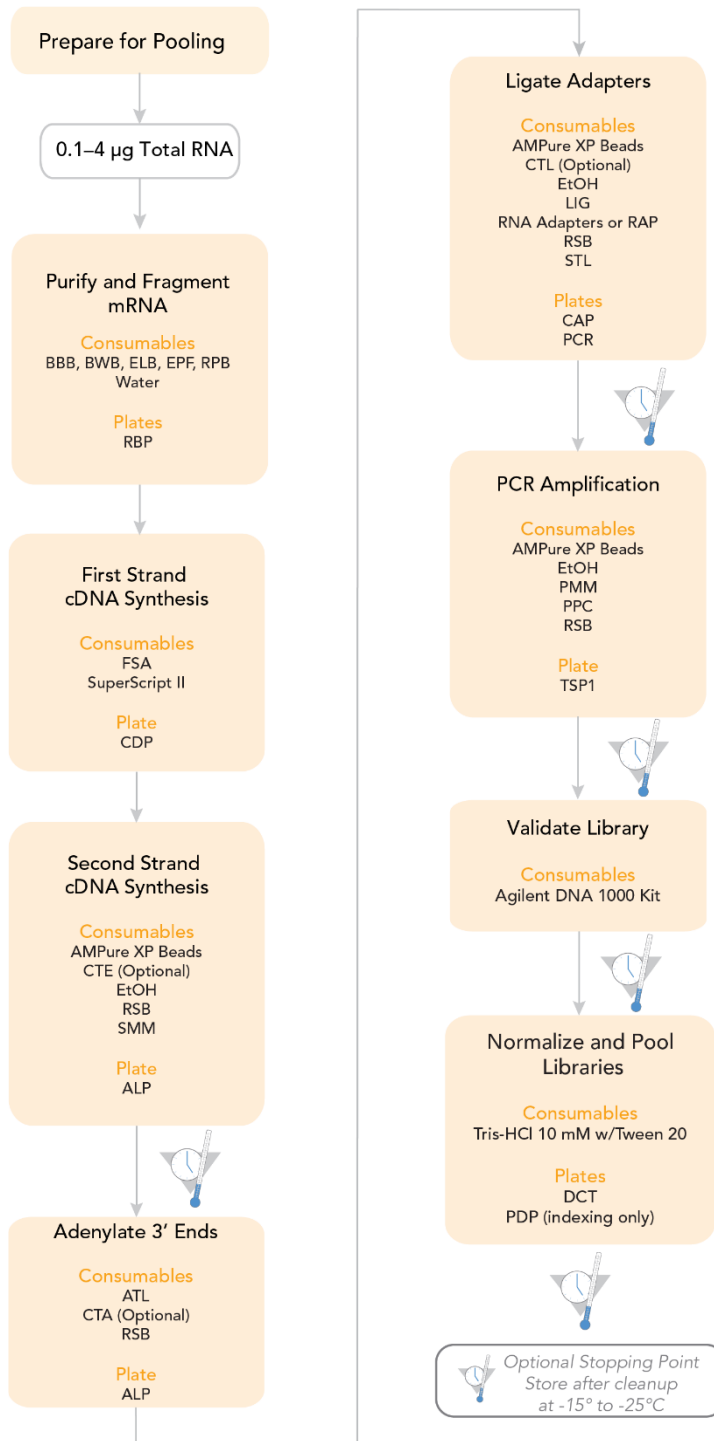 Prepare for Pooling
0.1–4 µg Total RNA
Purify and Fragment
mRNA
Consumables
BBB, BWB, ELB, EPF, RPB
Water
Plates
RBP
First Strand
cDNA Synthesis
Consumables
FSA
SuperScript II
Plate
CDP
Second Strand
cDNA Synthesis
Consumables
AMPure XP Beads
CTE (Optional)
EtOH
RSB
SMM
Plate
ALP
Adenylate 3’ Ends
Consumables
ATL
CTA (Optional)
RSB
Plate
ALP
Ligate Adapters
Consumables
AMPure XP Beads
CTL (Optional)
EtOH
LIG
RNA Adapters or RAP
RSB
STL
Plates
CAP
PCR
PCR Amplification
Consumables
AMPure XP Beads
EtOH
PMM
PPC
RSB
Plate
TSP1
Validate Library
Consumables
Agilent DNA 1000 Kit
Normalize and Pool
Libraries
Consumables
Tris-HCl 10 mM w/Tween 20
Plates
DCT
PDP (indexing only)
Optional Stopping Point
Store after cleanup
at -15° to -25°C